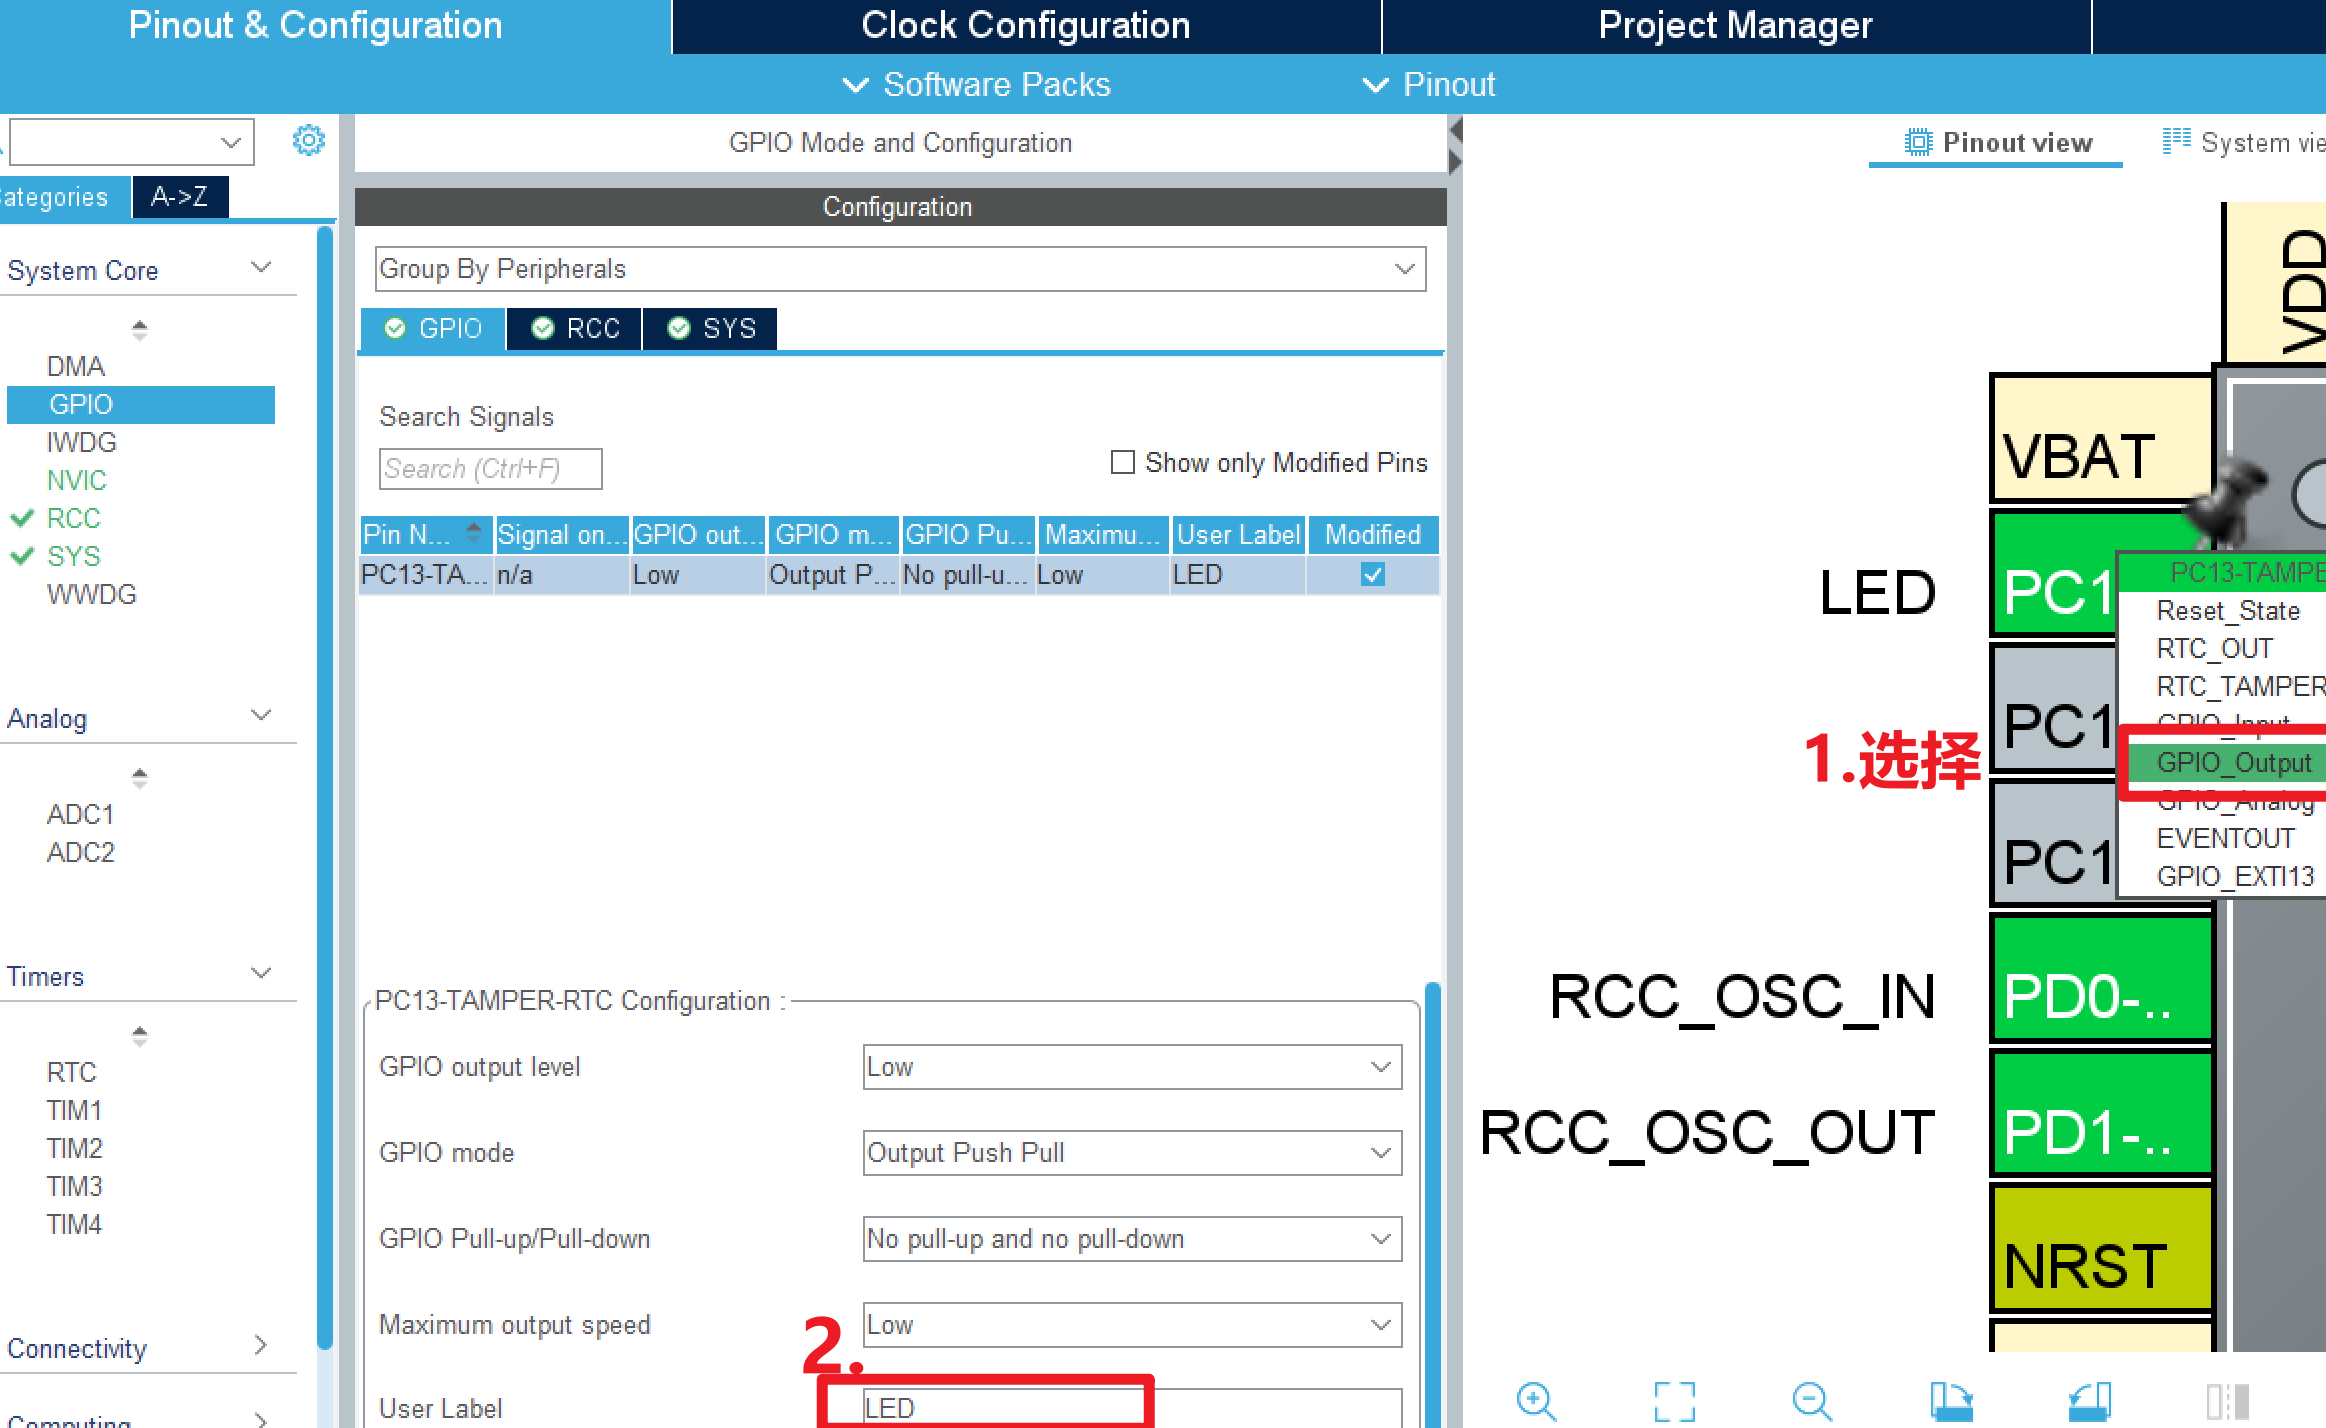 Pinout & Configuration
Clock Configuration
Project Manager
Software Packs
Pinout
GPIO Mode and Configuration
Pinout view
System vie
ategories
A->Z
Configuration
System Core
DMA
GPIO
IWDG
NVIC
RCC
SYS
WWDG
Analog
ADC1
ADC2
Timers
RTC
TIM1
TIM2
TIM3
TIM4
Connectivity
Computing
Group By Peripherals
GPIO
RCC
SYS
Search Signals
Search (Ctrl+F)
Show only Modified Pins
Pin N... Signal on... GPIO out... GPIO m... GPIO Pu... Maximu... User Label Modified
PC13-TA... n/a Low Output P... No pull-u... Low LED
PC13-TAMPER-RTC Configuration :
GPIO output level Low
GPIO mode Output Push Pull
GPIO Pull-up/Pull-down No pull-up and no pull-down
Maximum output speed Low
2.
User Label LED
VDD
VBAT
LED
PC1
PC1
PC1
PC13-TAMPE
Reset_State
RTC_OUT
RTC_TAMPER
GPIO_Input
1.选择
GPIO_Output
GPIO_Analog
EVENTOUT
GPIO_EXTI13
RCC_OSC_IN
PD0-..
RCC_OSC_OUT
PD1-..
NRST